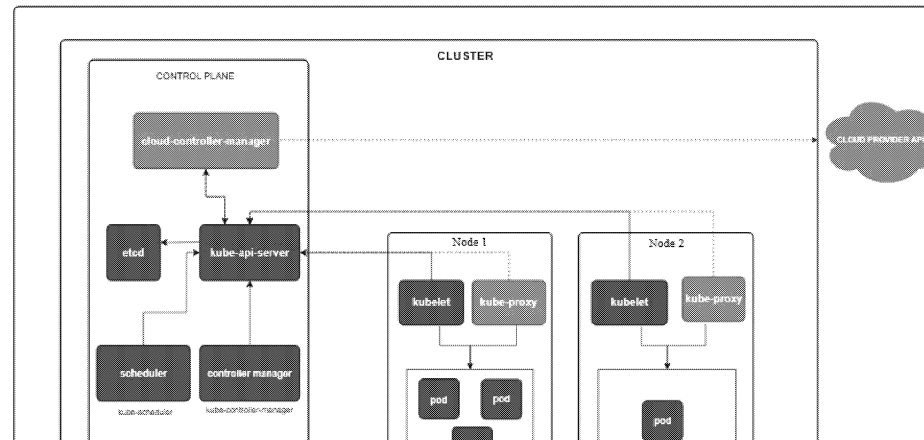 CLUSTER
CONTROL PLANE
cloud-controller-manager
CLOUD PROVIDER API
etcd
kube-api-server
Node 1
Node 2
kubelet
kube-proxy
kubelet
kube-proxy
scheduler
controller manager
kube-scheduler
kube-controller-manager
pod
pod
pod